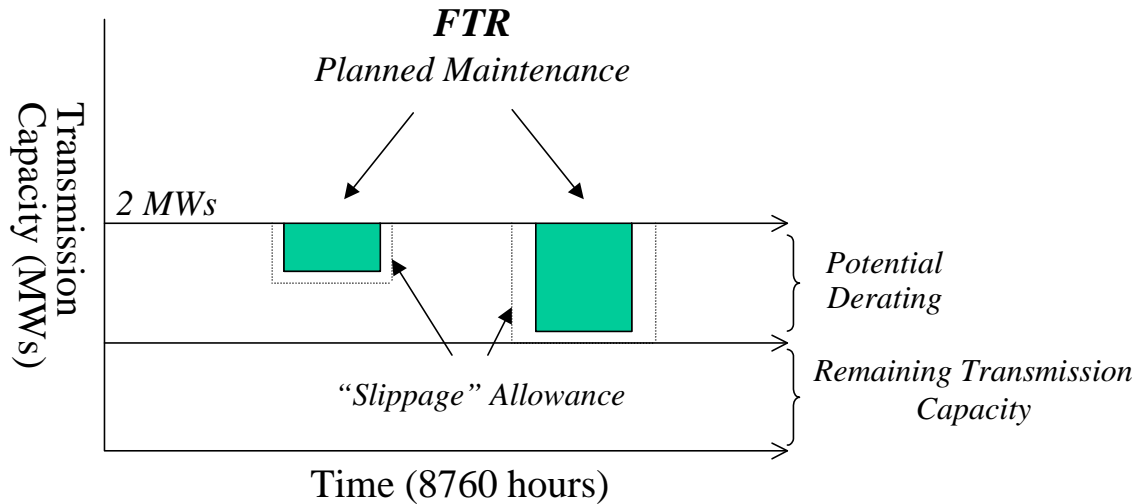 FTR
Planned Maintenance
Transmission
Capacity (MWs)
2 MWs
Potential
Derating
“Slippage” Allowance
Remaining Transmission
Capacity
Time (8760 hours)